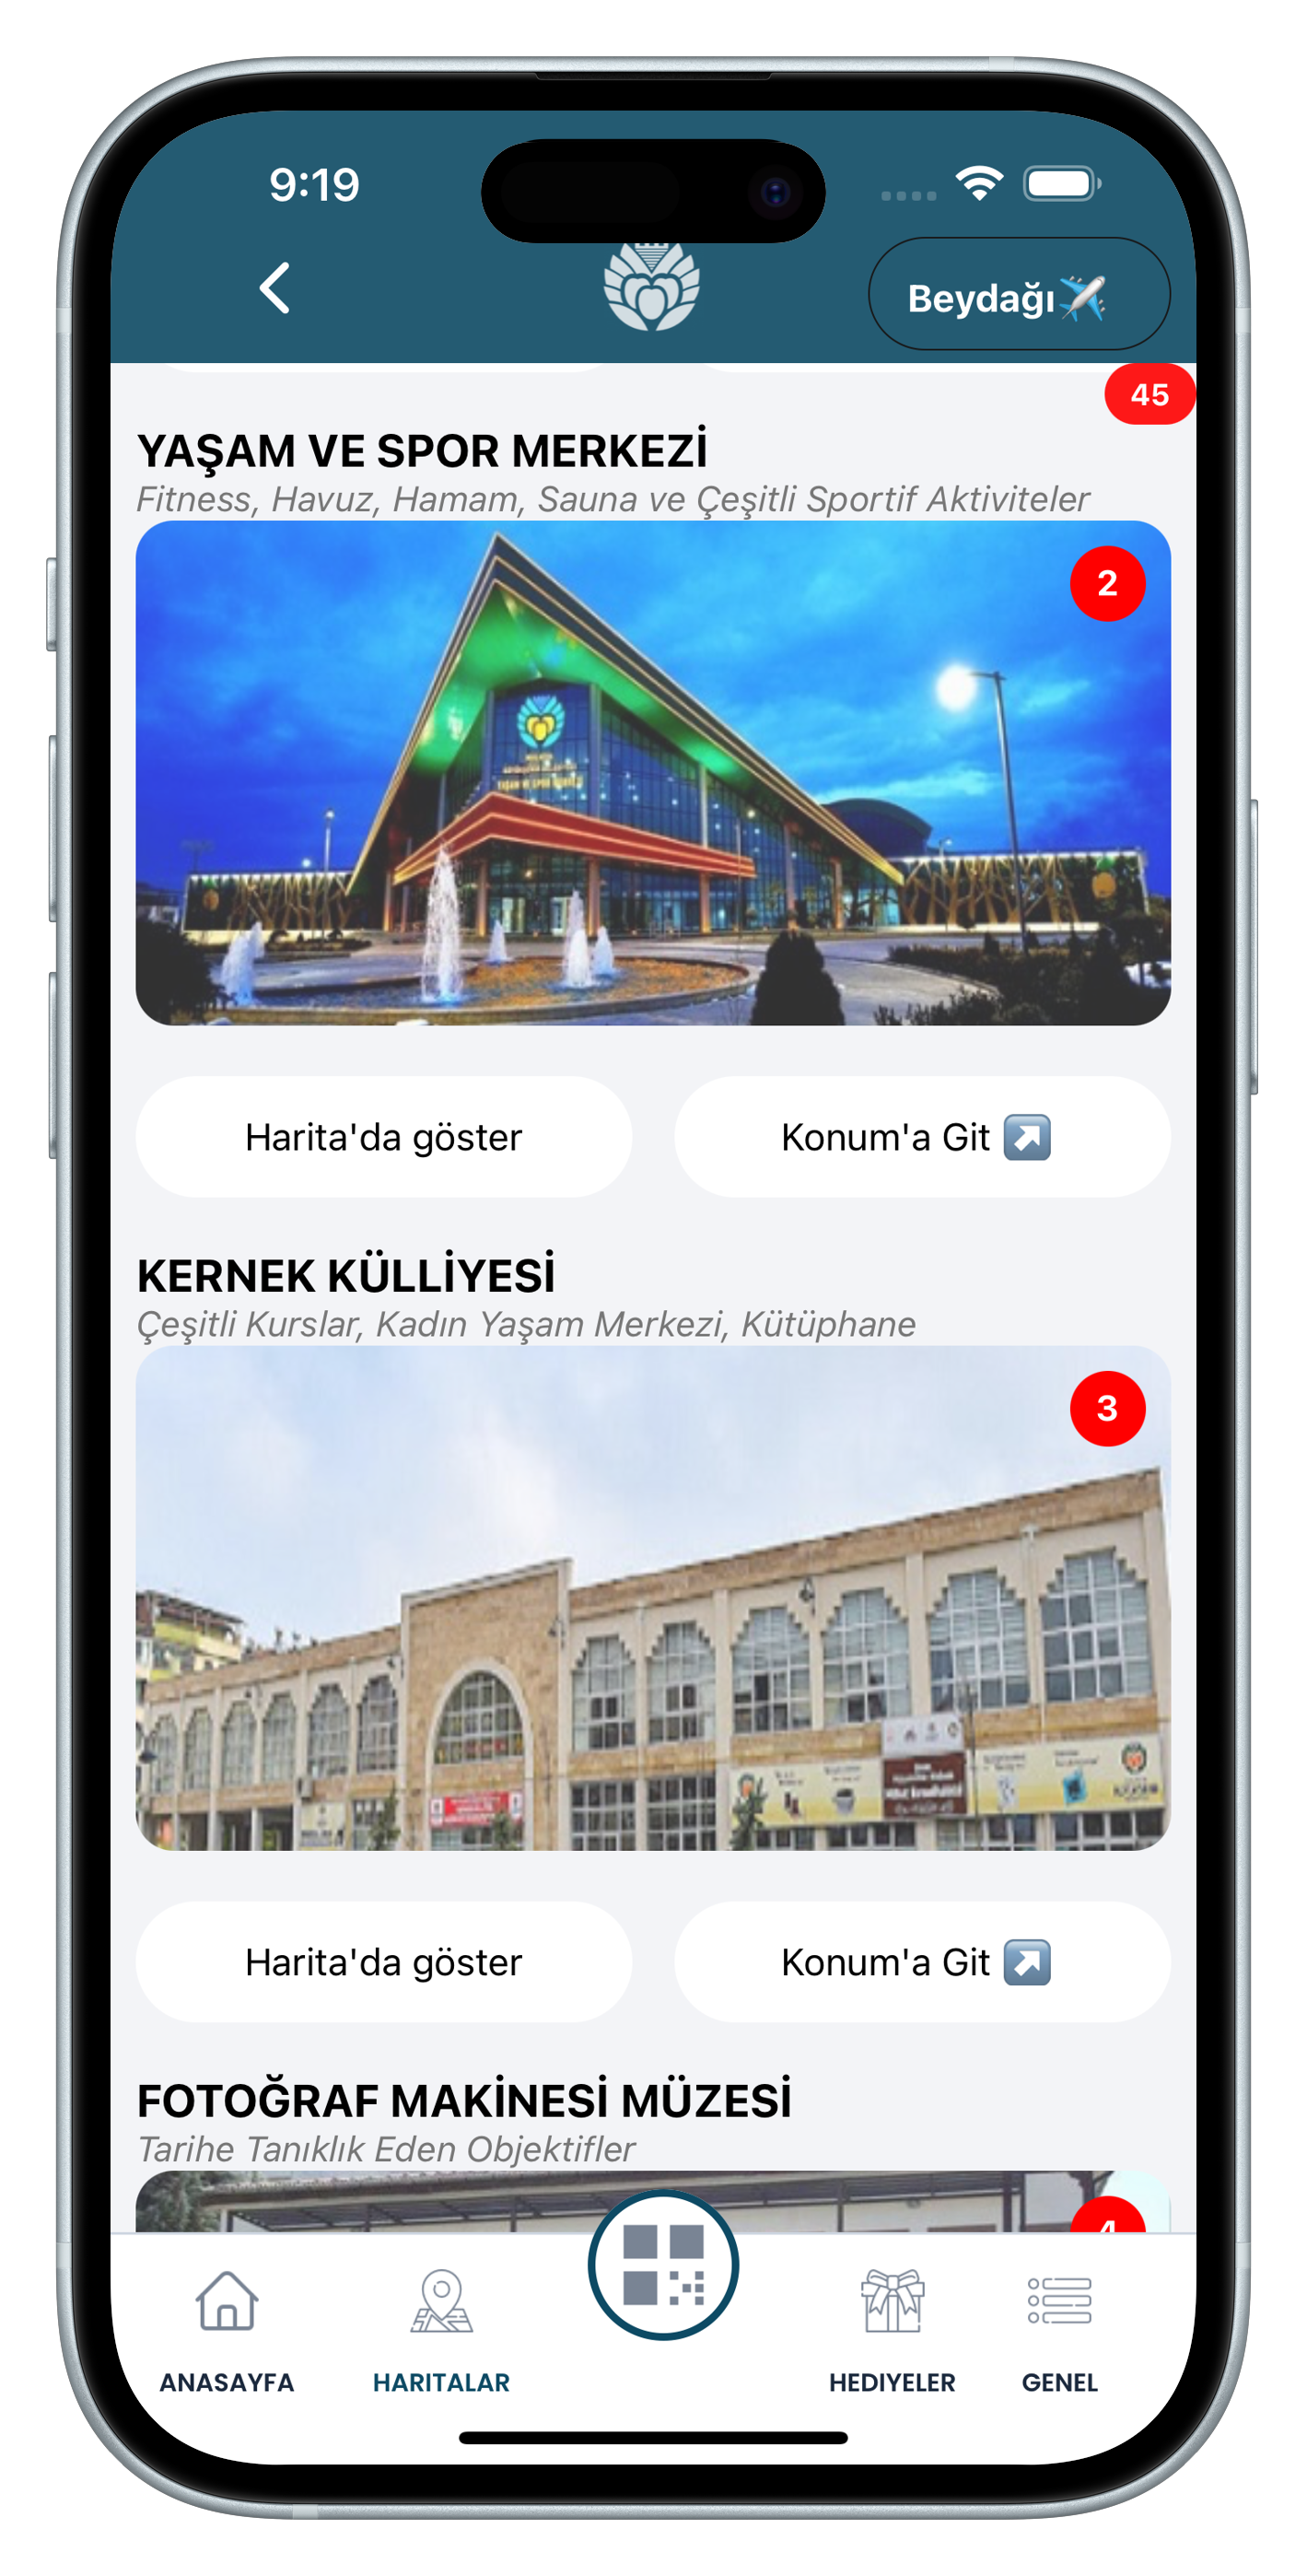 9:19
Beydağı✈️
45
YAŞAM VE SPOR MERKEZİ
Fitness, Havuz, Hamam, Sauna ve Çeşitli Sportif Aktiviteler
2
Harita'da göster
Konum'a Git ↗️
KERNEK KÜLLİYESİ
Çeşitli Kurslar, Kadın Yaşam Merkezi, Kütüphane
3
Harita'da göster
Konum'a Git ↗️
FOTOĞRAF MAKİNESİ MÜZESİ
Tarihe Tanıklık Eden Objektifler
4
ANASAYFA
HARITALAR
HEDIYELER
GENEL